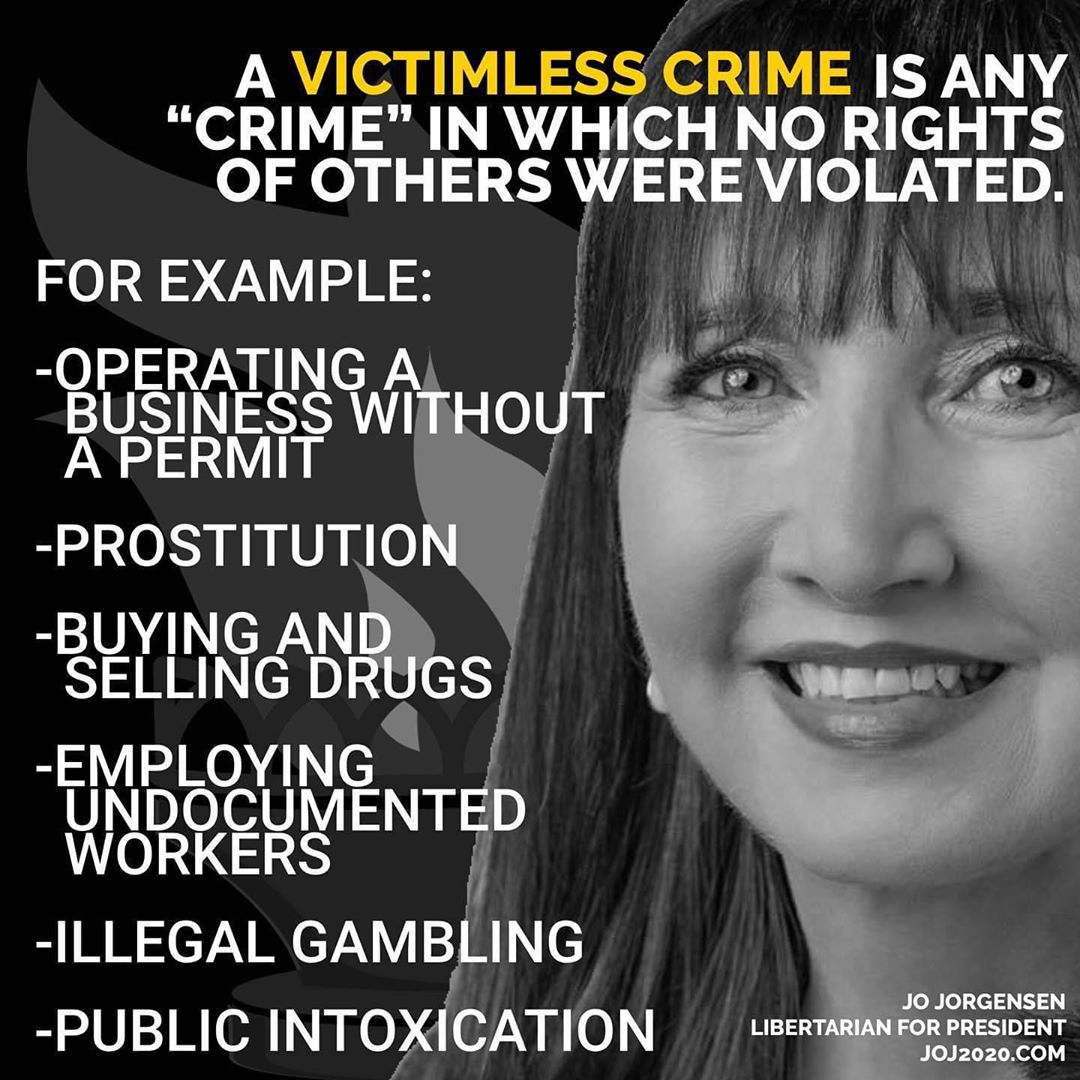 A VICTIMLESS CRIME IS ANY
“CRIME” IN WHICH NO RIGHTS
OF OTHERS WERE VIOLATED.
FOR EXAMPLE:
-OPERATING A
BUSINESS WITHOUT
A PERMIT
-PROSTITUTION
-BUYING AND
SELLING DRUGS
-EMPLOYING
UNDOCUMENTED
WORKERS
-ILLEGAL GAMBLING
-PUBLIC INTOXICATION
JO JORGENSEN
LIBERTARIAN FOR PRESIDENT
JOJ2020.COM